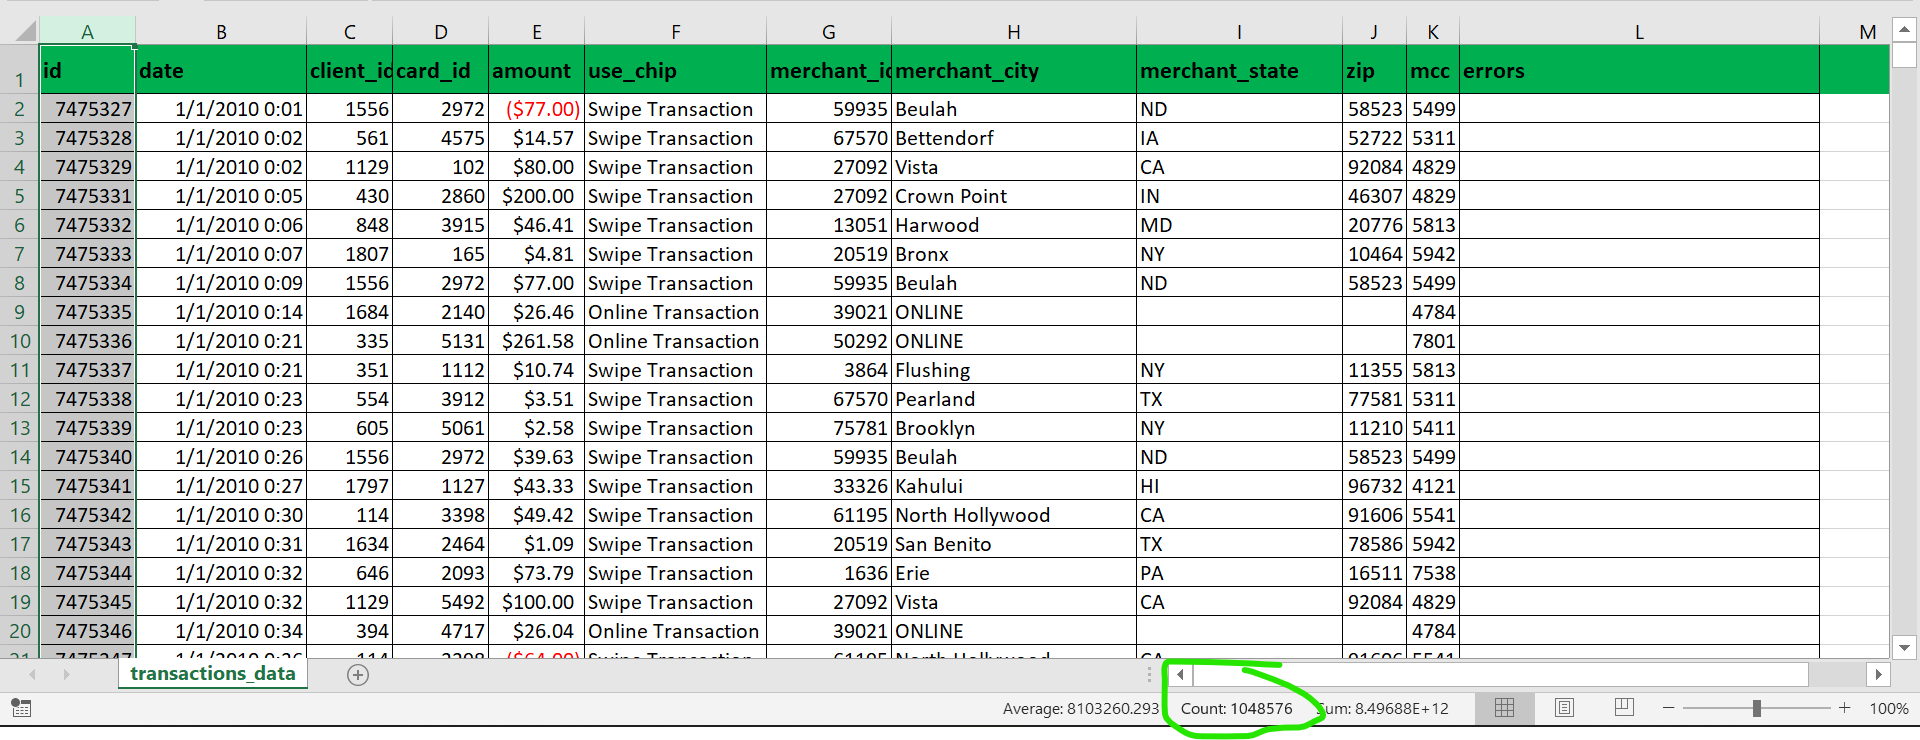 A B C D E F G H I J K L M
1 id date client_id card_id amount use_chip merchant_id merchant_city merchant_state zip mcc errors
2 7475327 1/1/2010 0:01 1556 2972 ($77.00) Swipe Transaction 59935 Beulah ND 58523 5499
3 7475328 1/1/2010 0:02 561 4575 $14.57 Swipe Transaction 67570 Bettendorf IA 52722 5311
4 7475329 1/1/2010 0:02 1129 102 $80.00 Swipe Transaction 27092 Vista CA 92084 4829
5 7475331 1/1/2010 0:05 430 2860 $200.00 Swipe Transaction 27092 Crown Point IN 46307 4829
6 7475332 1/1/2010 0:06 848 3915 $46.41 Swipe Transaction 13051 Harwood MD 20776 5813
7 7475333 1/1/2010 0:07 1807 165 $4.81 Swipe Transaction 20519 Bronx NY 10464 5942
8 7475334 1/1/2010 0:09 1556 2972 $77.00 Swipe Transaction 59935 Beulah ND 58523 5499
9 7475335 1/1/2010 0:14 1684 2140 $26.46 Online Transaction 39021 ONLINE 4784
10 7475336 1/1/2010 0:21 335 5131 $261.58 Online Transaction 50292 ONLINE 7801
11 7475337 1/1/2010 0:21 351 1112 $10.74 Swipe Transaction 3864 Flushing NY 11355 5813
12 7475338 1/1/2010 0:23 554 3912 $3.51 Swipe Transaction 67570 Pearland TX 77581 5311
13 7475339 1/1/2010 0:23 605 5061 $2.58 Swipe Transaction 75781 Brooklyn NY 11210 5411
14 7475340 1/1/2010 0:26 1556 2972 $39.63 Swipe Transaction 59935 Beulah ND 58523 5499
15 7475341 1/1/2010 0:27 1797 1127 $43.33 Swipe Transaction 33326 Kahului HI 96732 4121
16 7475342 1/1/2010 0:30 114 3398 $49.42 Swipe Transaction 61195 North Hollywood CA 91606 5541
17 7475343 1/1/2010 0:31 1634 2464 $1.09 Swipe Transaction 20519 San Benito TX 78586 5942
18 7475344 1/1/2010 0:32 646 2093 $73.79 Swipe Transaction 1636 Erie PA 16511 7538
19 7475345 1/1/2010 0:32 1129 5492 $100.00 Swipe Transaction 27092 Vista CA 92084 4829
20 7475346 1/1/2010 0:34 394 4717 $26.04 Online Transaction 39021 ONLINE 4784
transactions_data
Average: 8103260.293 Count: 1048576 Sum: 8.49688E+12 100%